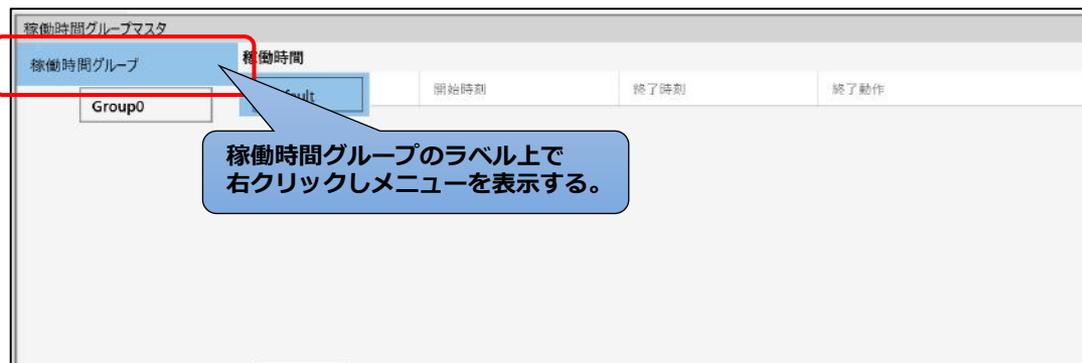 稼働時間グループマスタ
稼働時間グループ
稼働時間
Group0
開始時刻
終了時刻
終了動作
稼働時間グループのラベル上で
右クリックしメニューを表示する。